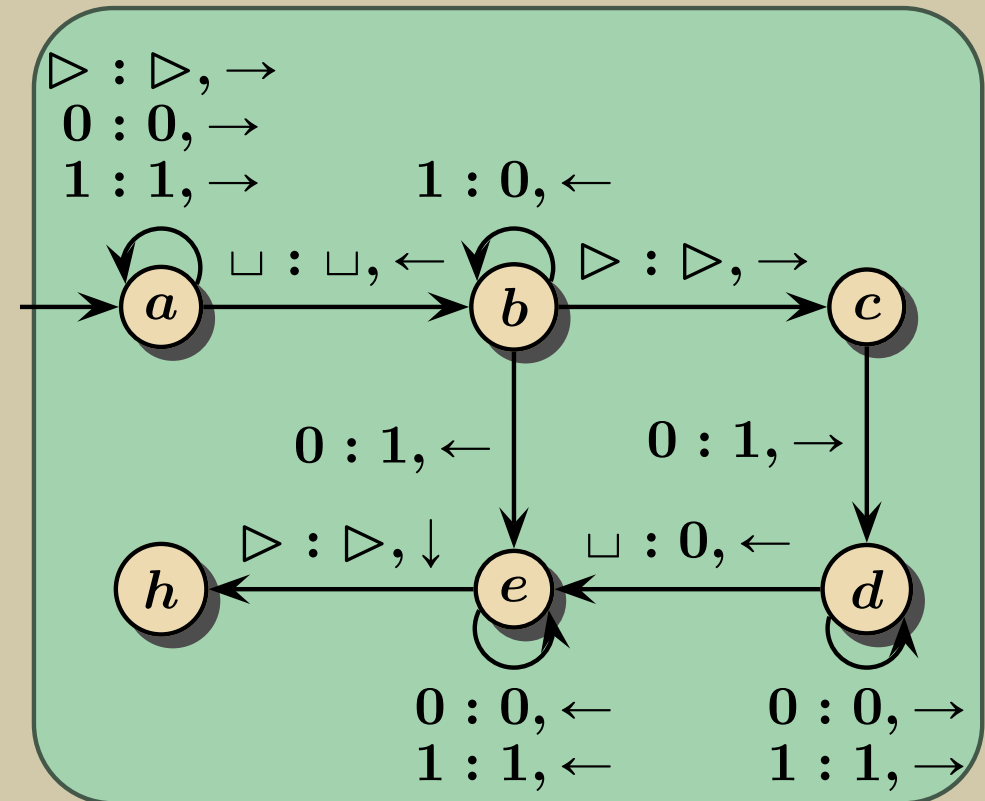 ▷ : ▷, →
0 : 0, →
1 : 1, →
1 : 0, ←
⊔ : ⊔, ←
▷ : ▷, →
a
b
c
0 : 1, ←
0 : 1, →
▷ : ▷, ↓
⊔ : 0, ←
h
e
d
0 : 0, ←
1 : 1, ←
0 : 0, →
1 : 1, →